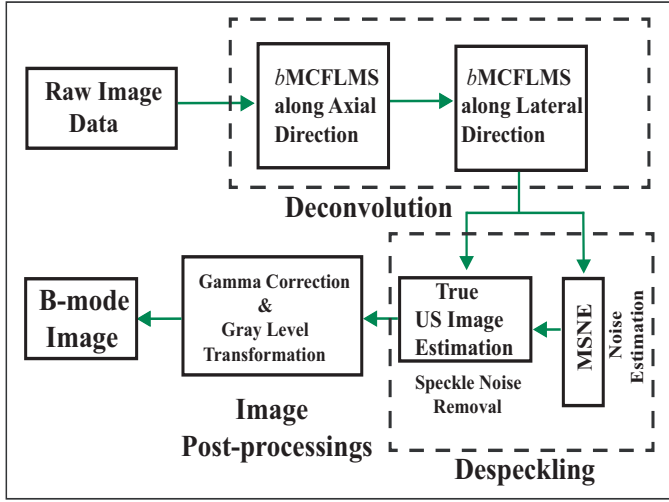 Raw Image
Data
bMCFLMS
along Axial
Direction
bMCFLMS
along Lateral
Direction
Deconvolution
B-mode
Image
Gamma Correction
&
Gray Level
Transformation
Image
Post-processings
True
US Image
Estimation
Speckle Noise
Removal
MSNE
Noise
Estimation
Despeckling